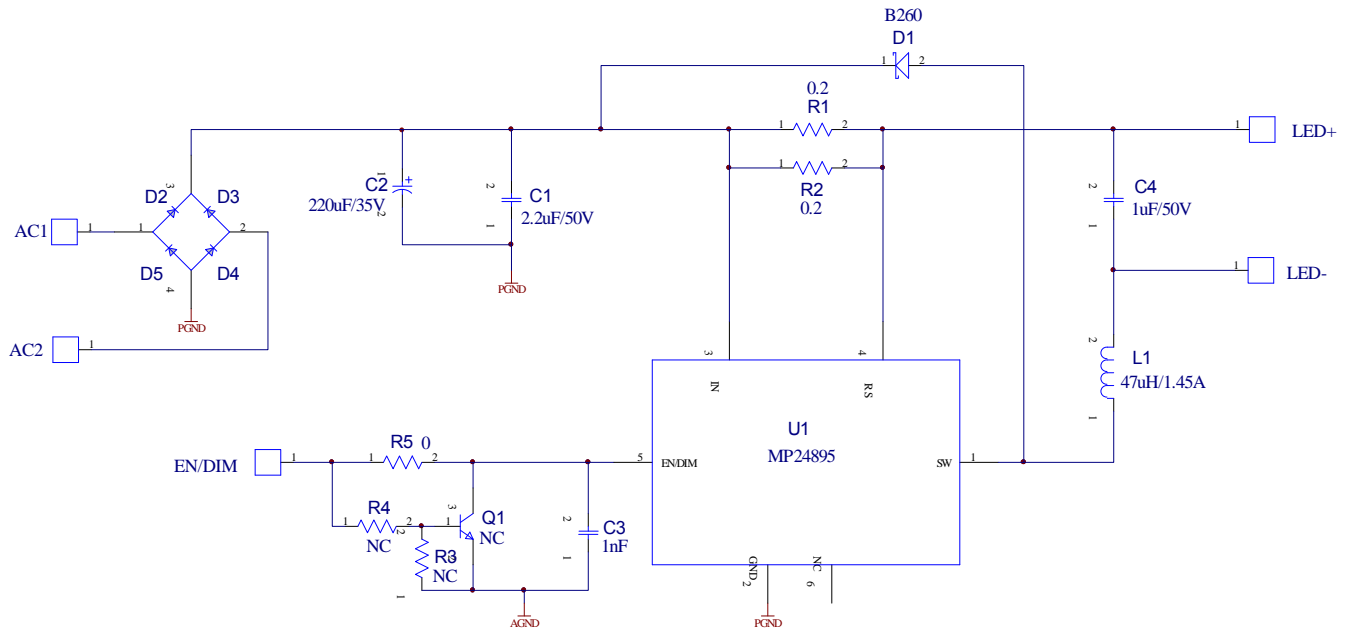 B260
D1
1 2
0.2
R1
1 2
1 LED+
1 2
R2
0.2
3
D2 D3
1
C2
220uF/35V
2
2
C1
2.2uF/50V
1
2
C4
1uF/50V
1
AC1 1 1 2
D5 D4
4
PGND
PGND
1
LED-
AC2 1
3 4
IN RS
2
L1
47uH/1.45A
1
U1
MP24895
EN/DIM 1
R5 0
1 2
5 EN/DIM
SW 1
R4
1 2
NC
3
1 Q1
NC
2
2
R3
NC
1
2
C3
1nF
1
GND 2
NC 6
AGND
PGND